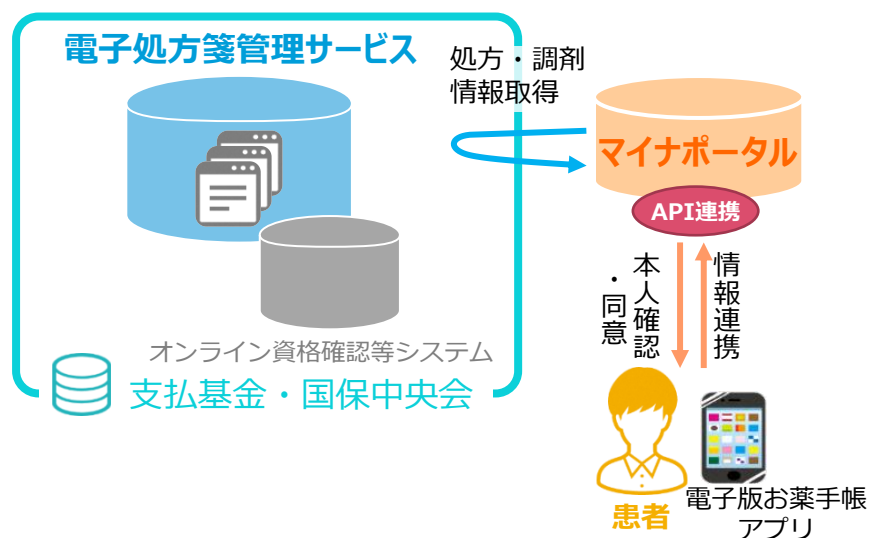 電子処方箋管理サービス
処方・調剤
情報取得
マイナポータル
API連携
本人確認
・同意
情報連携
オンライン資格確認等システム
支払基金・国保中央会
患者
電子版お薬手帳
アプリ